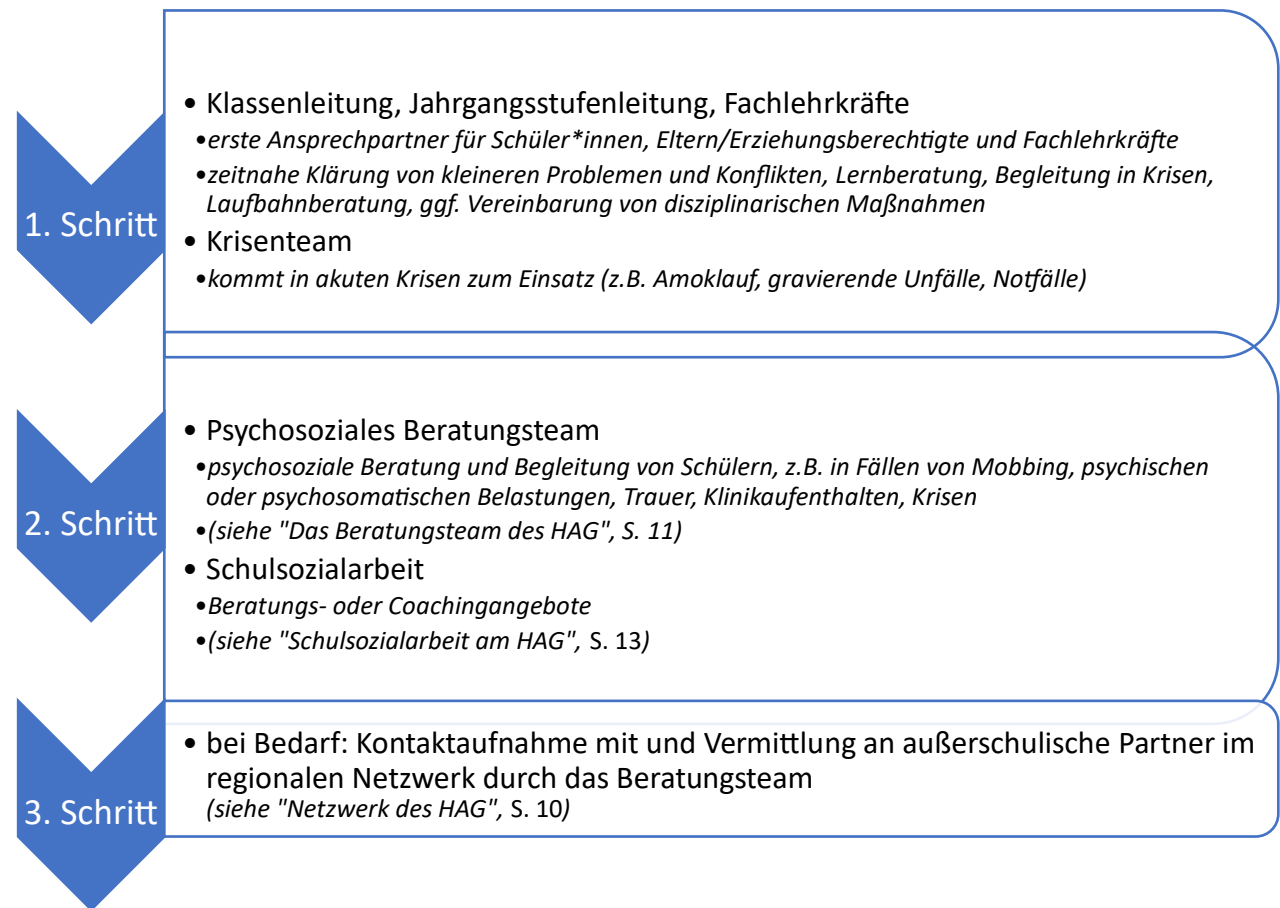 1. Schritt
• Klassenleitung, Jahrgangsstufenleitung, Fachlehrkräfte
•erste Ansprechpartner für Schüler*innen, Eltern/Erziehungsberechtigte und Fachlehrkräfte
•zeitnahe Klärung von kleineren Problemen und Konflikten, Lernberatung, Begleitung in Krisen,
Laufbahnberatung, ggf. Vereinbarung von disziplinarischen Maßnahmen
• Krisenteam
•kommt in akuten Krisen zum Einsatz (z.B. Amoklauf, gravierende Unfälle, Notfälle)
2. Schritt
• Psychosoziales Beratungsteam
•psychosoziale Beratung und Begleitung von Schülern, z.B. in Fällen von Mobbing, psychischen
oder psychosomatischen Belastungen, Trauer, Klinikaufenthalten, Krisen
•(siehe "Das Beratungsteam des HAG", S. 11)
• Schulsozialarbeit
•Beratungs- oder Coachingangebote
•(siehe "Schulsozialarbeit am HAG", S. 13)
3. Schritt
• bei Bedarf: Kontaktaufnahme mit und Vermittlung an außerschulische Partner im
regionalen Netzwerk durch das Beratungsteam
(siehe "Netzwerk des HAG", S. 10)